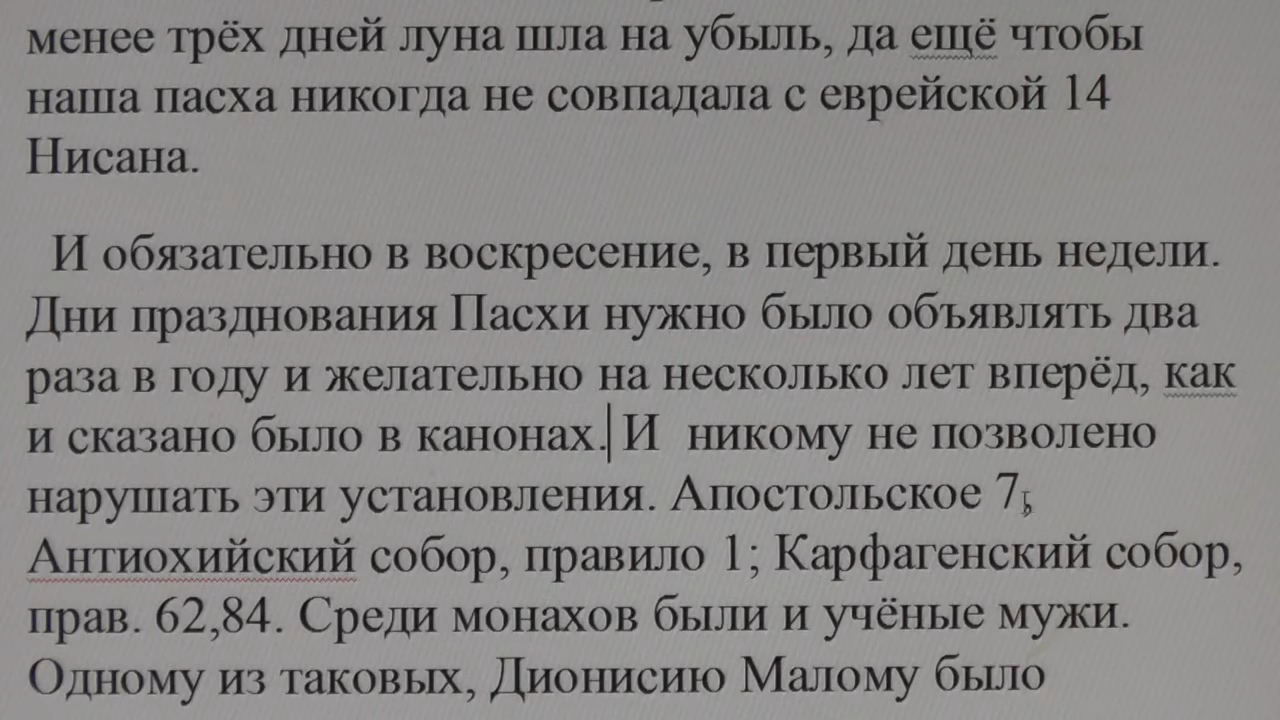 менее трёх дней луна шла на убыль, да ещё чтобы
наша пасха никогда не совпадала с еврейской 14
Нисана.
И обязательно в воскресение, в первый день недели.
Дни празднования Пасхи нужно было объявлять два
раза в году и желательно на несколько лет вперёд, как
и сказано было в канонах. И никому не позволено
нарушать эти установления. Апостольское 7;
Антиохийский собор, правило 1; Карфагенский собор,
прав. 62,84. Среди монахов были и учёные мужи.
Одному из таковых, Дионисию Малому было